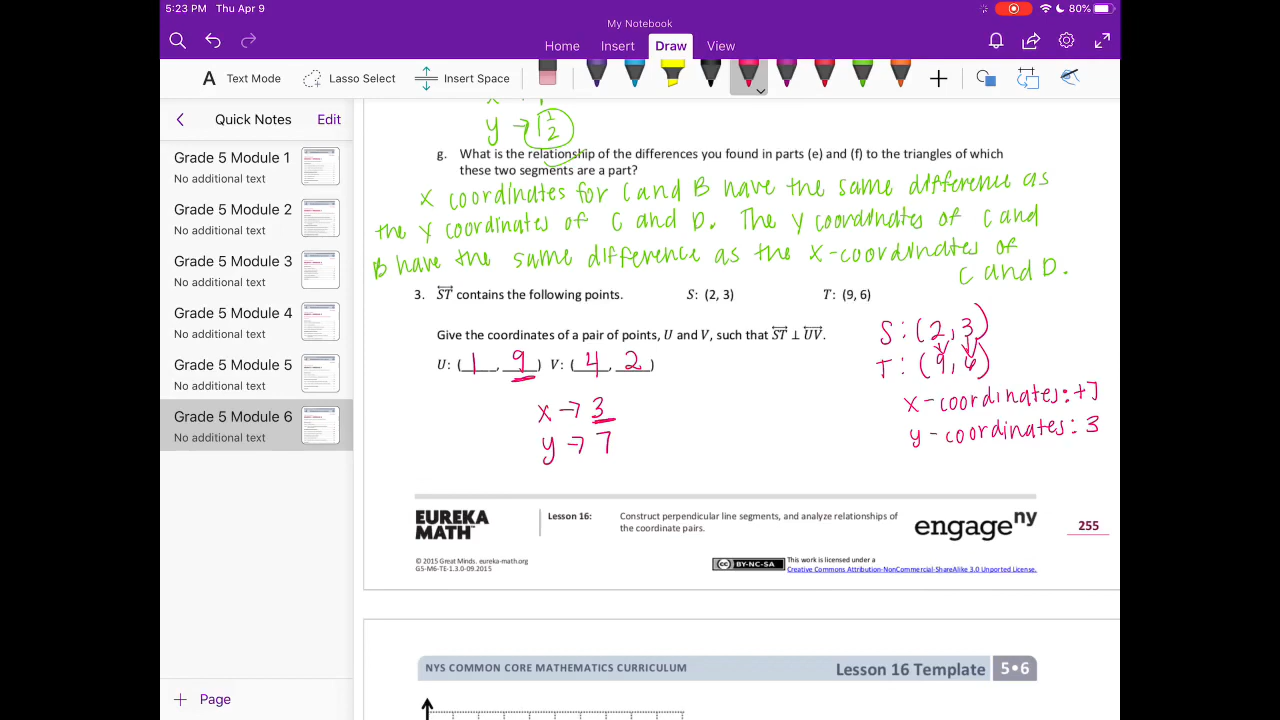 5:23 PM Thu Apr 9
80%
My Notebook
Home Insert Draw View
A Text Mode Lasso Select Insert Space
Quick Notes Edit
Grade 5 Module 1
No additional text
Grade 5 Module 2
No additional text
Grade 5 Module 3
No additional text
Grade 5 Module 4
No additional text
Grade 5 Module 5
No additional text
Grade 5 Module 6
No additional text
Page
y → 1 1/2
g. What is the relationship of the differences you found in parts (e) and (f) to the triangles of which
these two segments are a part?
X coordinates for C and B have the same difference as
the Y coordinates of C and D. The Y coordinates of C and
B have the same difference as the X-coordinates of
C and D.
3. ST contains the following points. S: (2, 3) T: (9, 6)
Give the coordinates of a pair of points, U and V, such that ST ⊥ UV.
U: (1, 9) V: (4, 2)
x → 3
y → 7
S: (2, 3)
T: (9, 6)
x-coordinates: +7
y-coordinates: 3
EUREKA
MATH™
Lesson 16: Construct perpendicular line segments, and analyze relationships of
the coordinate pairs.
engageny
255
© 2015 Great Minds. eureka-math.org
G5-M6-TE-1.3.0-09.2015
cc BY-NC-SA
This work is licensed under a
Creative Commons Attribution-NonCommercial-ShareAlike 3.0 Unported License.
NYS COMMON CORE MATHEMATICS CURRICULUM
Lesson 16 Template 5•6